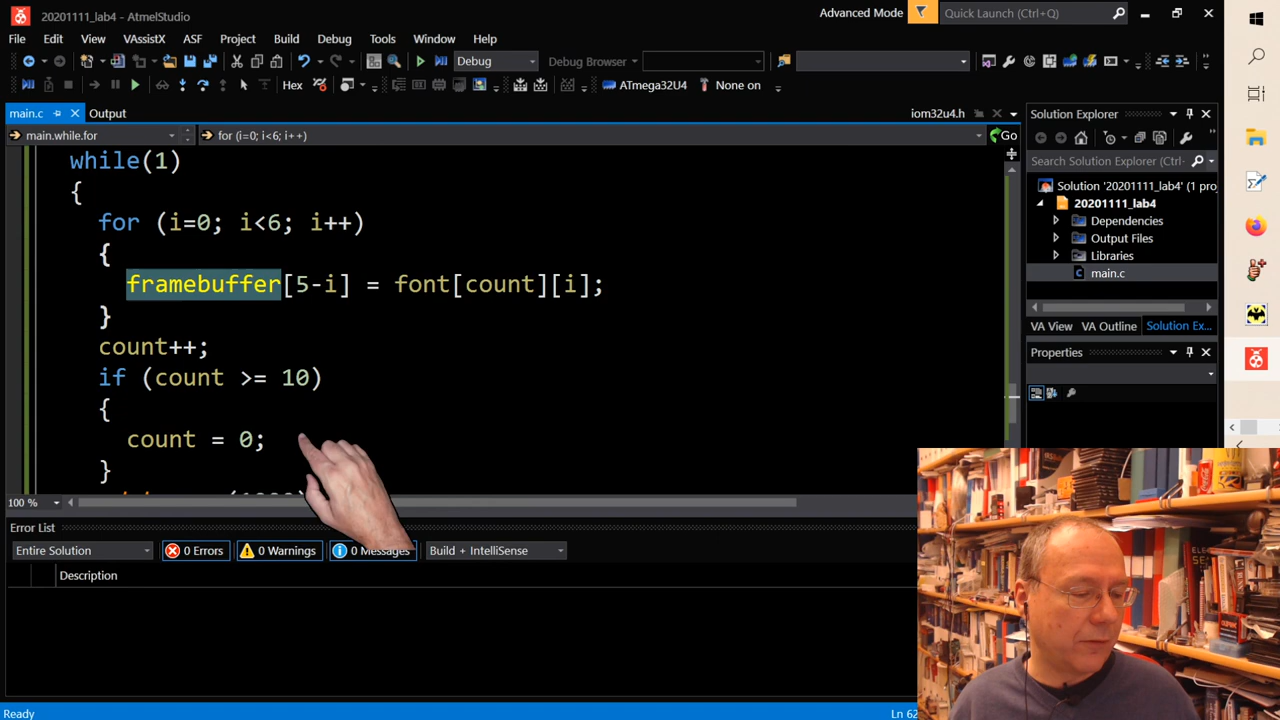 20201111_lab4 - AtmelStudio
Advanced Mode
Quick Launch (Ctrl+Q)
File Edit View VAssistX ASF Project Build Debug Tools Window Help
Debug
Debug Browser
Hex
ATmega32U4
None on
main.c
Output
iom32u4.h
main.while.for
for (i=0; i<6; i++)
Go
while(1)
{
for (i=0; i<6; i++)
{
framebuffer[5-i] = font[count][i];
}
count++;
if (count >= 10)
{
count = 0;
}
100 %
Solution Explorer
Search Solution Explorer (Ctrl-
Solution '20201111_lab4' (1 proj
20201111_lab4
Dependencies
Output Files
Libraries
main.c
VA View
VA Outline
Solution Ex...
Properties
Error List
Entire Solution
0 Errors
0 Warnings
0 Messages
Build + IntelliSense
Description
Ready
Ln 62